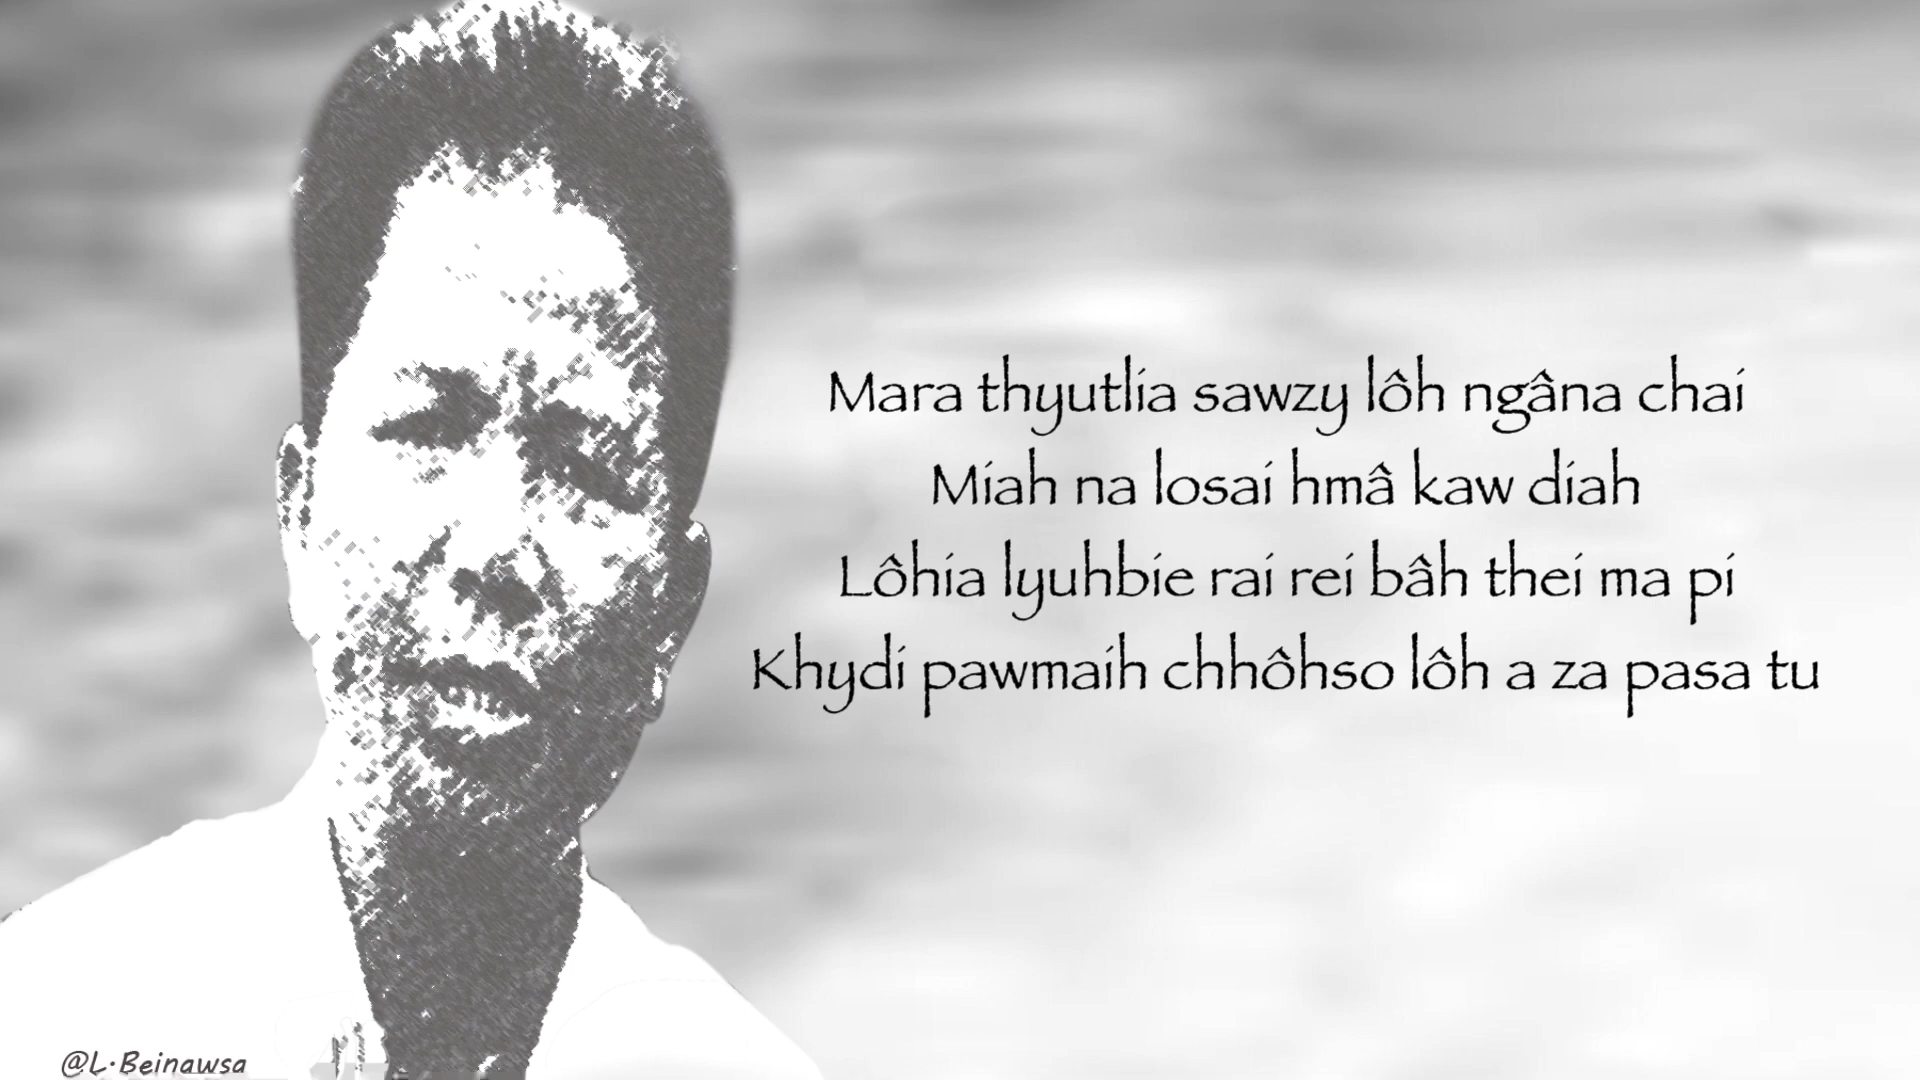 Mara thyutlia sawzy lôh ngâna chai
Miah na losai hmâ kaw diah
Lôhia lyuhbie rai rei bâh thei ma pi
Khydi pawmaih chhôhso lôh a za pasa tu
@L·Beinawsa